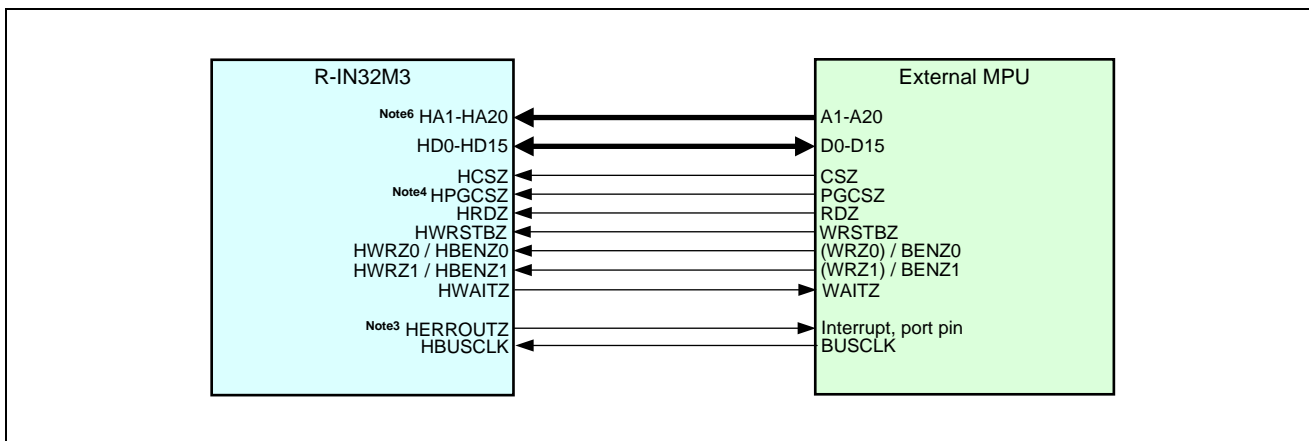 R-IN32M3
External MPU
Note6 HA1-HA20
A1-A20
HD0-HD15
D0-D15
HCSZ
CSZ
Note4 HPGCSZ
PGCSZ
HRDZ
RDZ
HWRSTBZ
WRSTBZ
HWRZ0 / HBENZ0
(WRZ0) / BENZ0
HWRZ1 / HBENZ1
(WRZ1) / BENZ1
HWAITZ
WAITZ
Note3 HERROUTZ
Interrupt, port pin
HBUSCLK
BUSCLK